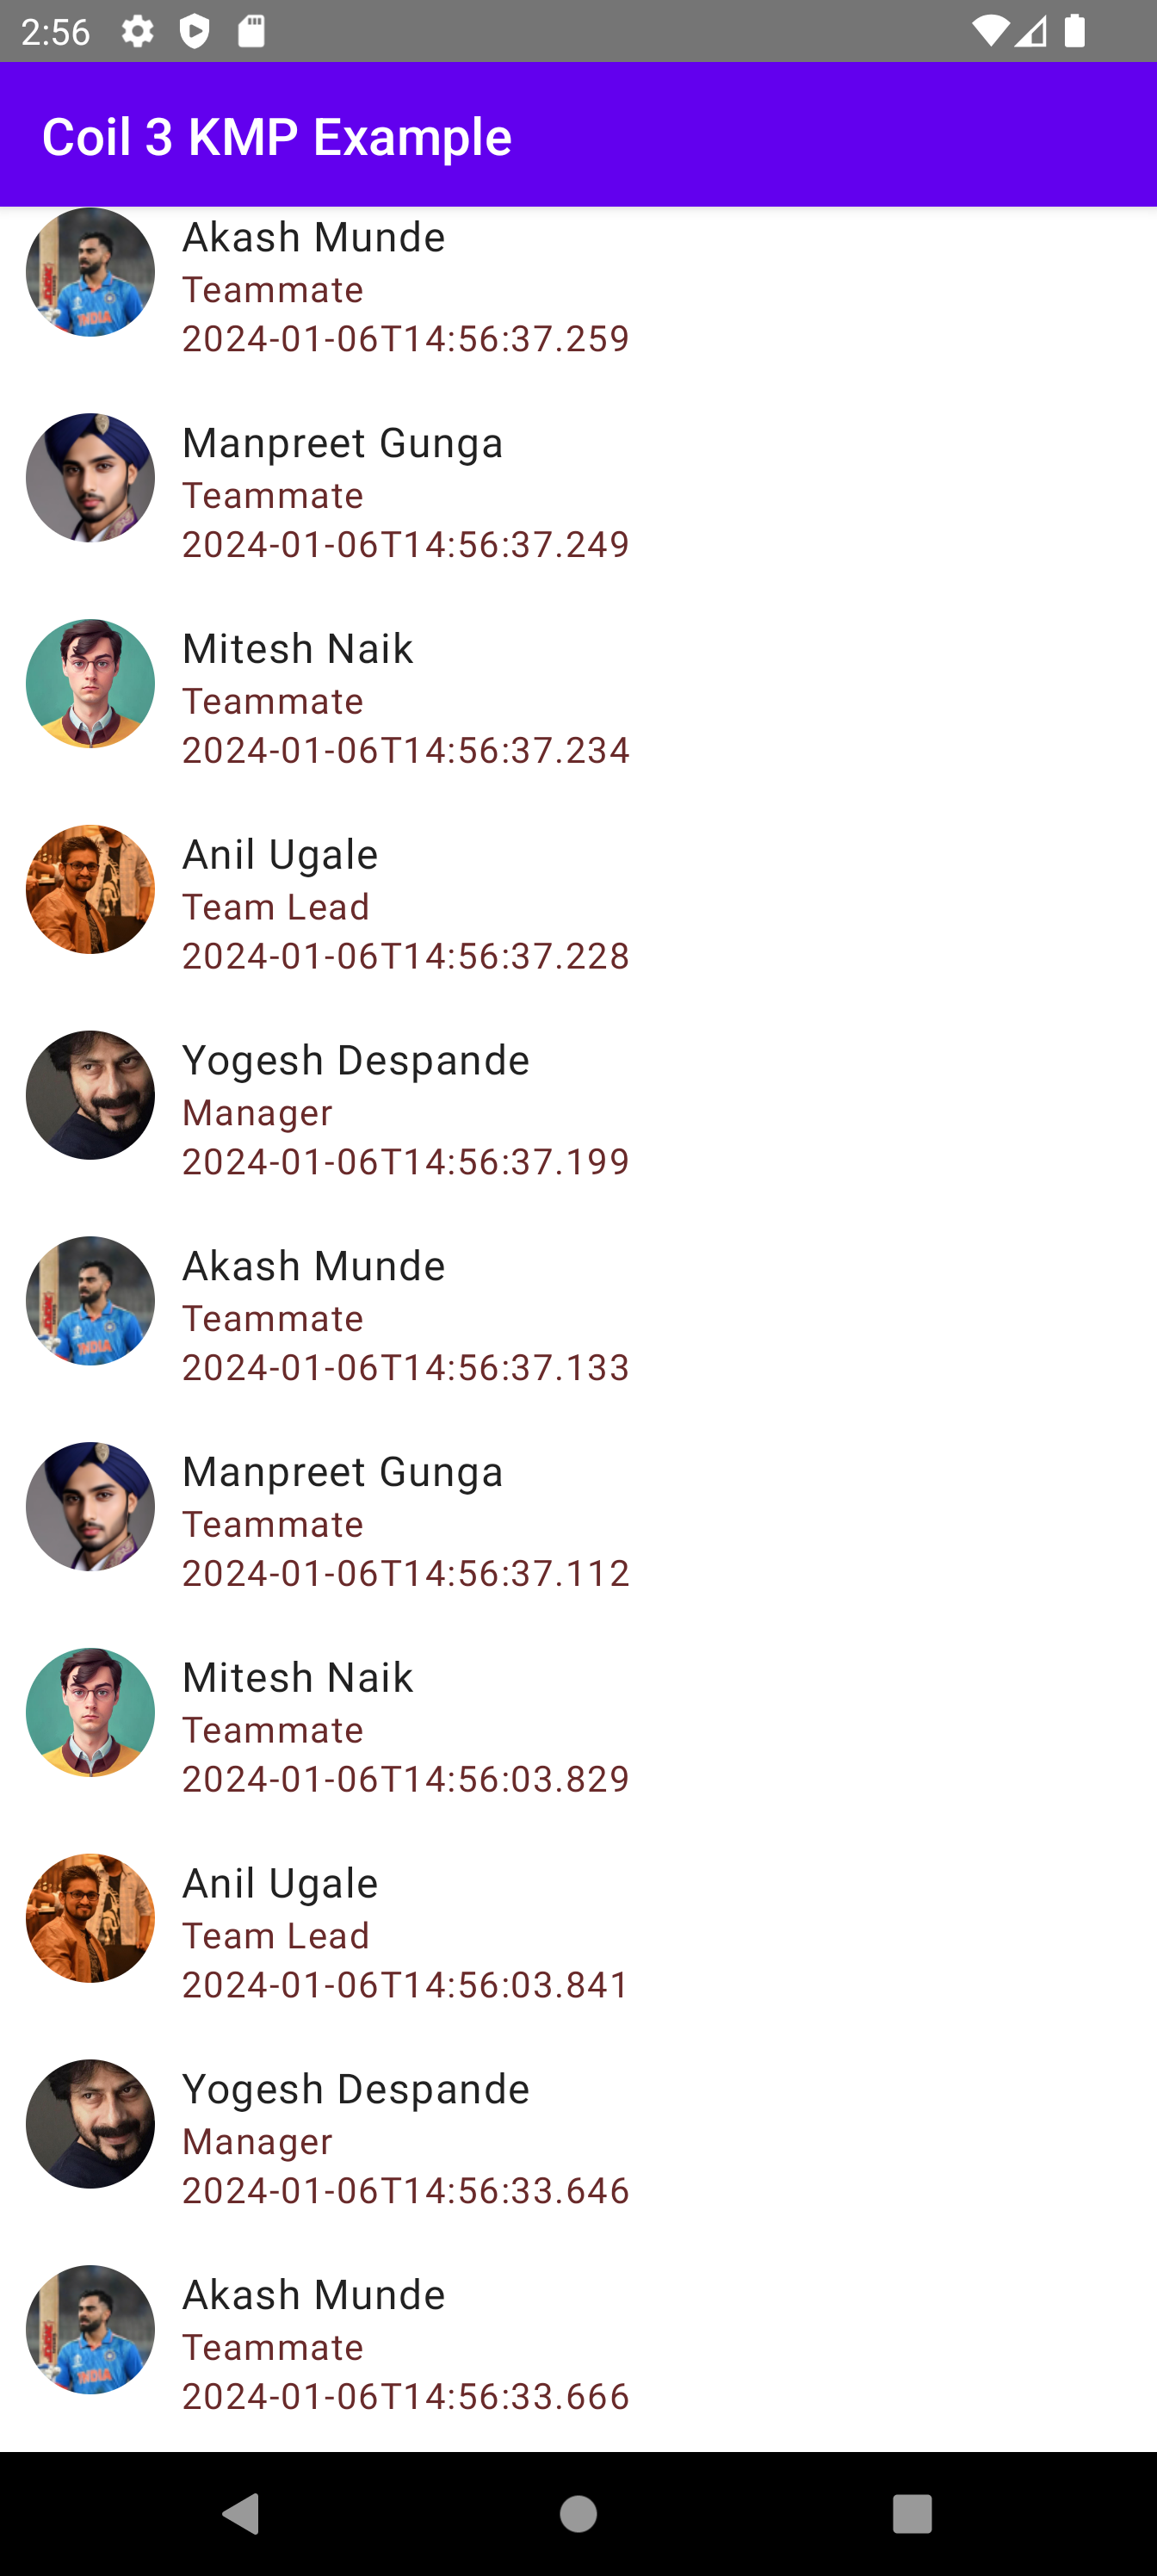 2:56
Coil 3 KMP Example
Akash Munde
Teammate
2024-01-06T14:56:37.259
Manpreet Gunga
Teammate
2024-01-06T14:56:37.249
Mitesh Naik
Teammate
2024-01-06T14:56:37.234
Anil Ugale
Team Lead
2024-01-06T14:56:37.228
Yogesh Despande
Manager
2024-01-06T14:56:37.199
Akash Munde
Teammate
2024-01-06T14:56:37.133
Manpreet Gunga
Teammate
2024-01-06T14:56:37.112
Mitesh Naik
Teammate
2024-01-06T14:56:03.829
Anil Ugale
Team Lead
2024-01-06T14:56:03.841
Yogesh Despande
Manager
2024-01-06T14:56:33.646
Akash Munde
Teammate
2024-01-06T14:56:33.666